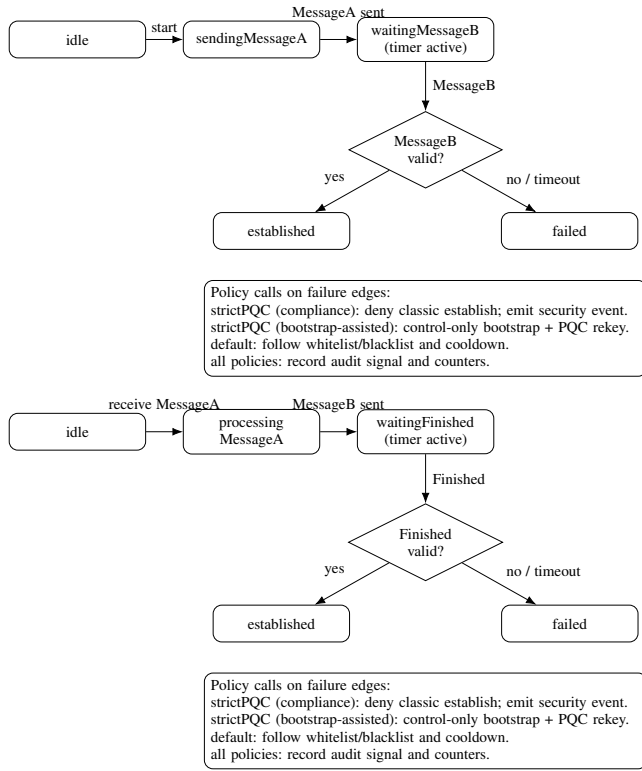 MessageA sent
start
idle
sendingMessageA
waitingMessageB
(timer active)
MessageB
MessageB
valid?
yes
no / timeout
established
failed
Policy calls on failure edges:
strictPQC (compliance): deny classic establish; emit security event.
strictPQC (bootstrap-assisted): control-only bootstrap + PQC rekey.
default: follow whitelist/blacklist and cooldown.
all policies: record audit signal and counters.
receive MessageA
MessageB sent
idle
processing
MessageA
waitingFinished
(timer active)
Finished
Finished
valid?
yes
no / timeout
established
failed
Policy calls on failure edges:
strictPQC (compliance): deny classic establish; emit security event.
strictPQC (bootstrap-assisted): control-only bootstrap + PQC rekey.
default: follow whitelist/blacklist and cooldown.
all policies: record audit signal and counters.